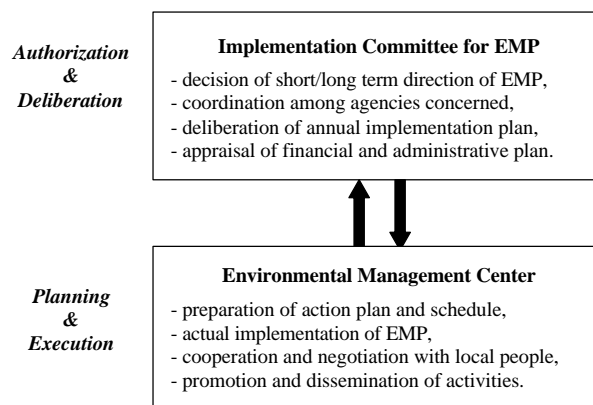 Authorization
&
Deliberation
Implementation Committee for EMP
- decision of short/long term direction of EMP,
- coordination among agencies concerned,
- deliberation of annual implementation plan,
- appraisal of financial and administrative plan.
Planning
&
Execution
Environmental Management Center
- preparation of action plan and schedule,
- actual implementation of EMP,
- cooperation and negotiation with local people,
- promotion and dissemination of activities.